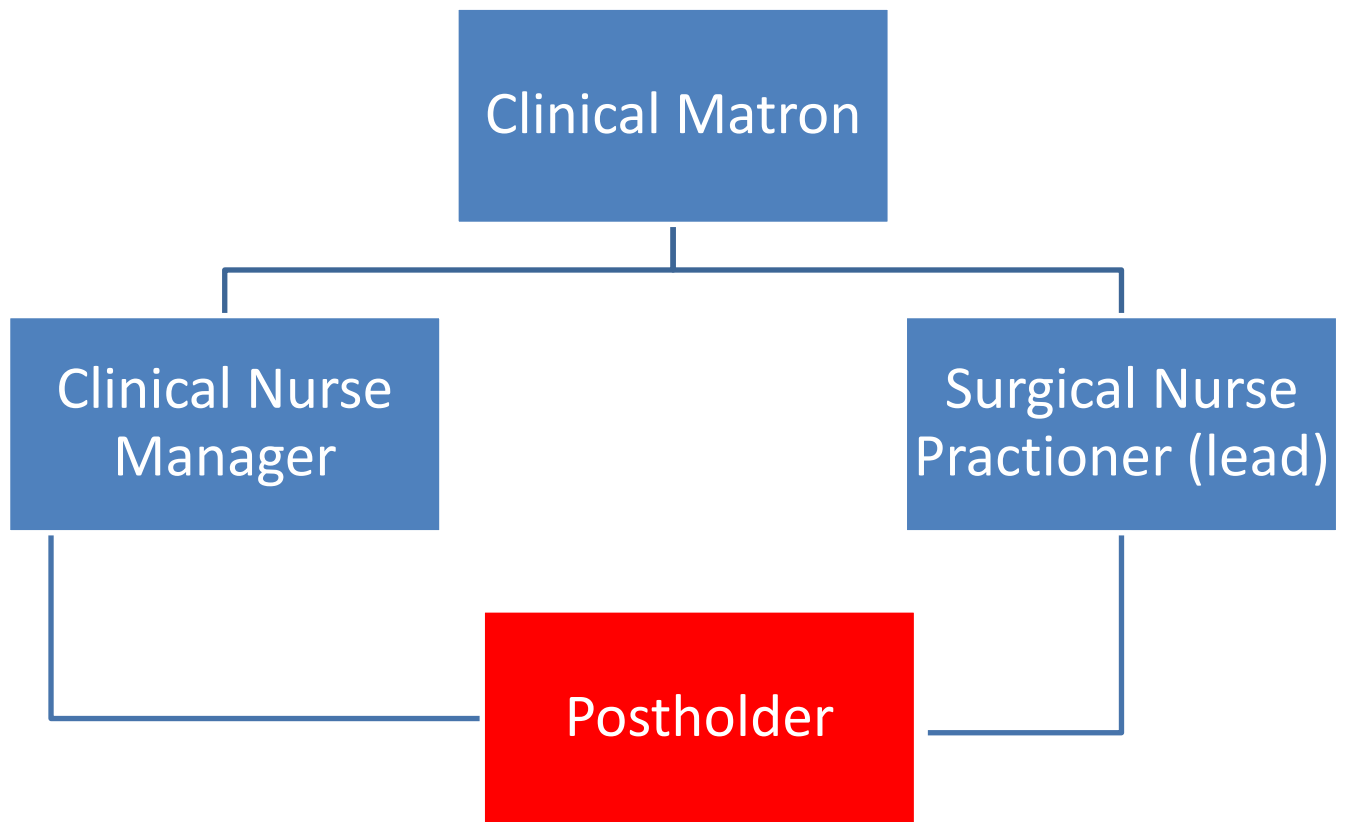 Clinical Matron
Clinical Nurse
Manager
Surgical Nurse
Practioner (lead)
Postholder